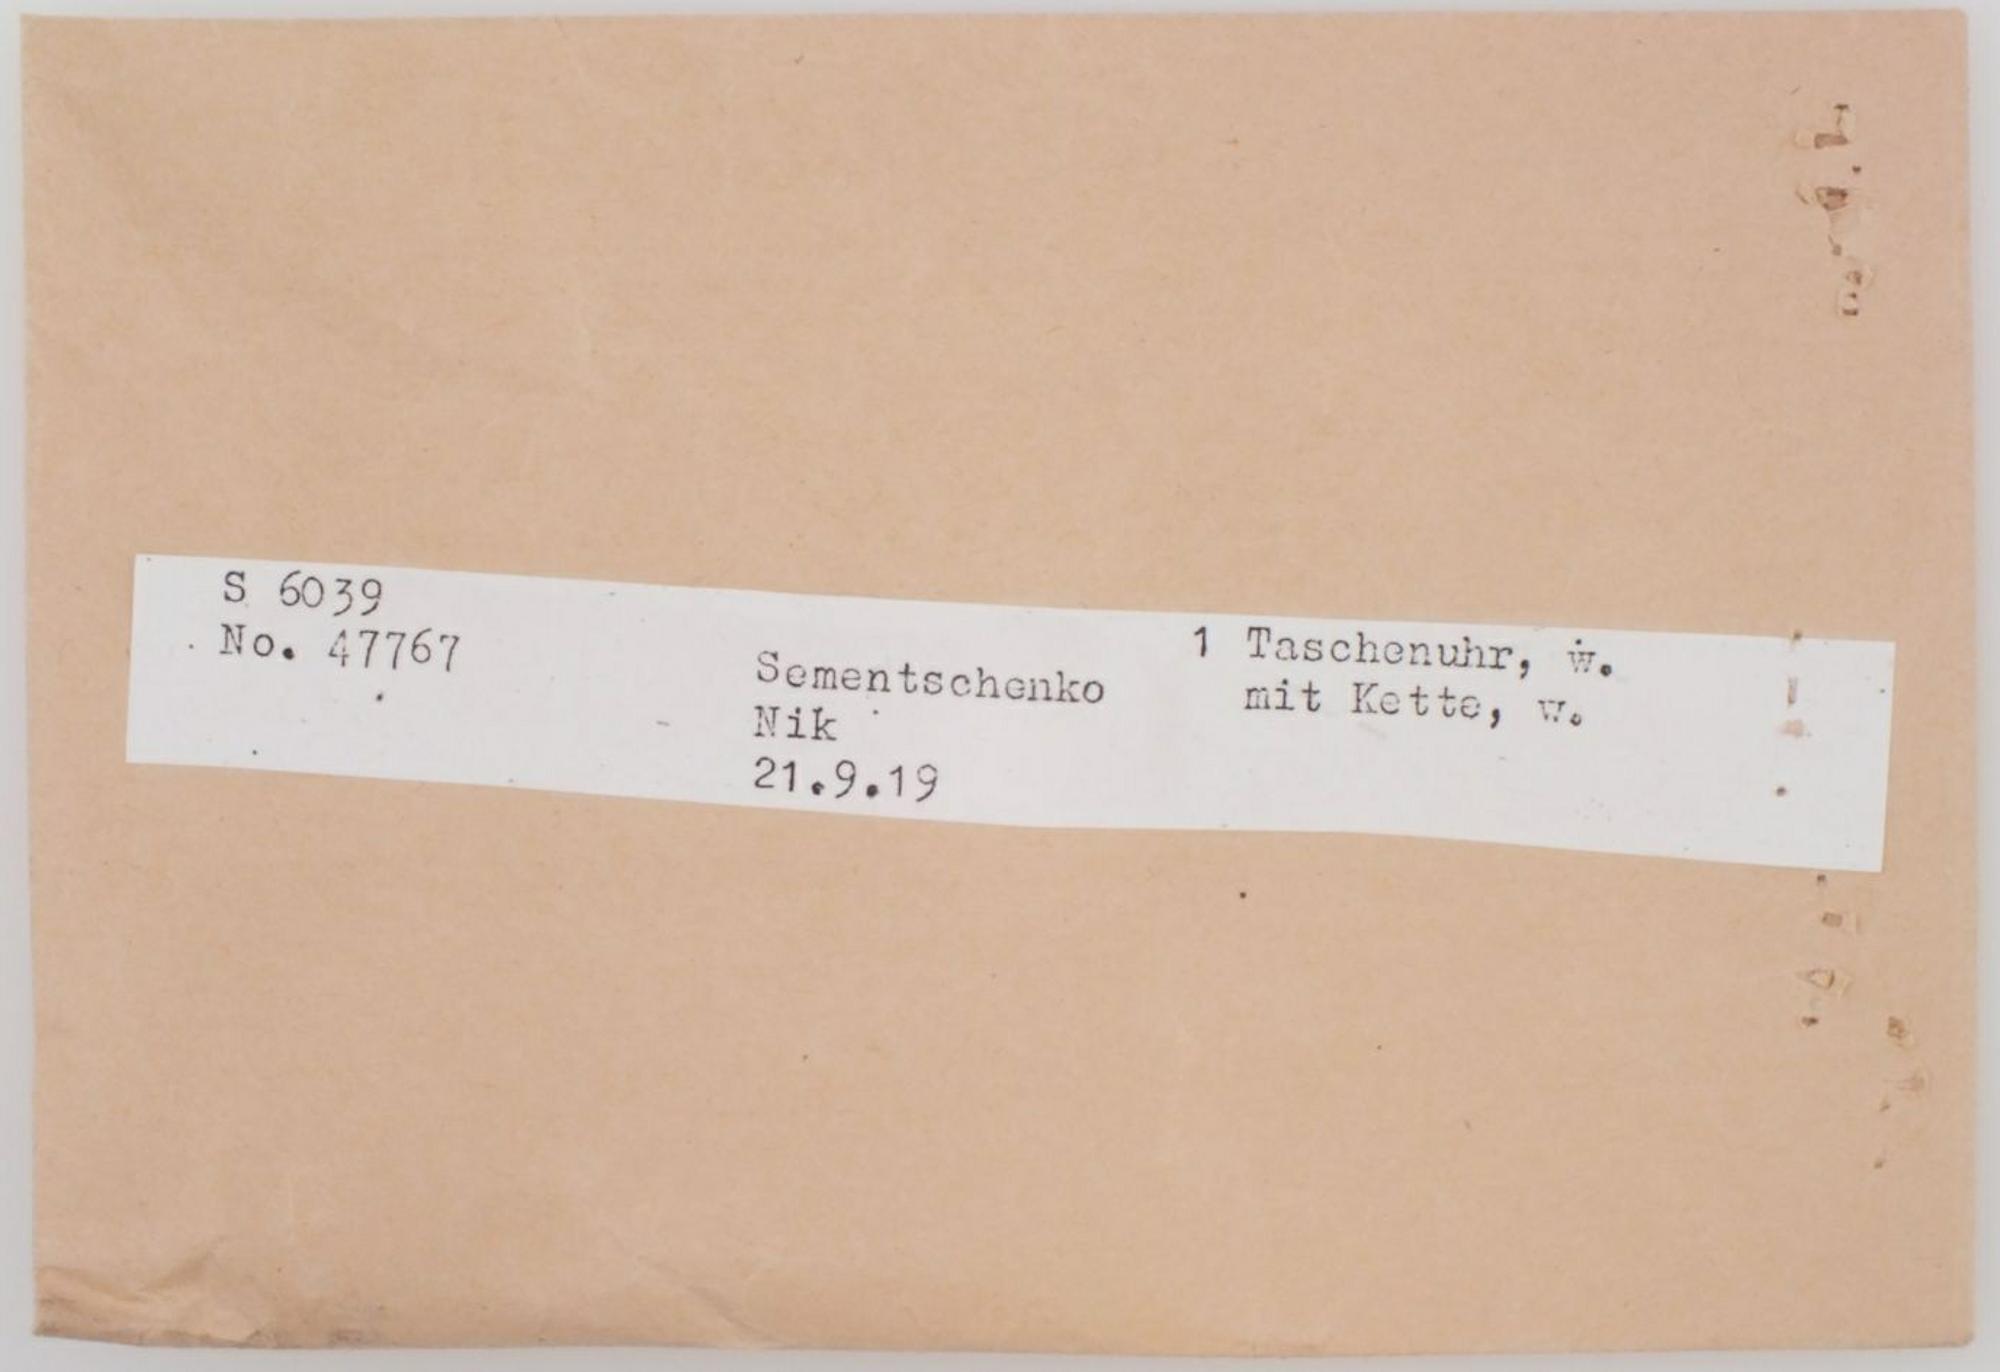 S 6039
No. 47767
Sementschenko
Nik
21.9.19
1 Taschenuhr, w.
mit Kette, w.